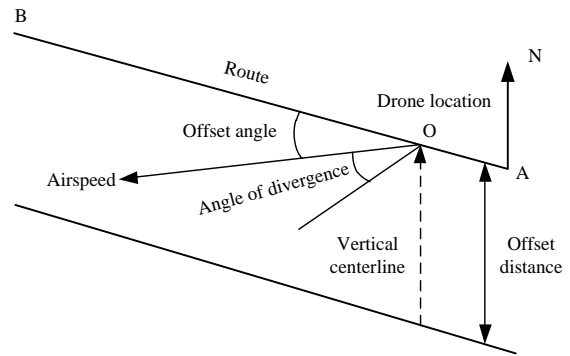 B
Route
N
Drone location
Offset angle
O
A
Airspeed
Angle of divergence
Vertical
centerline
Offset
distance